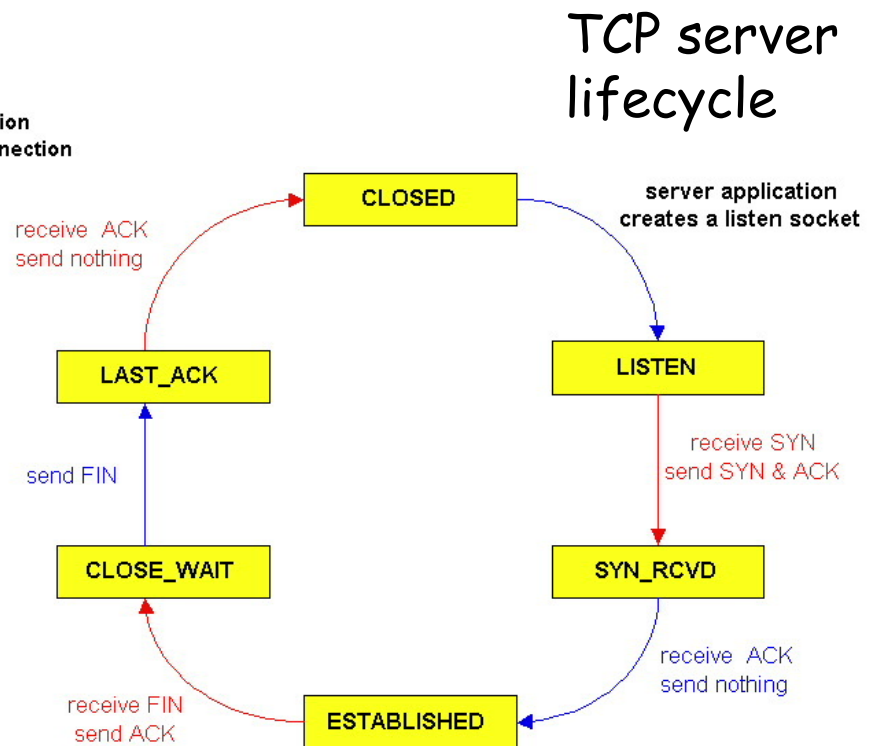 TCP server
lifecycle
ion
nection
CLOSED
server application
creates a listen socket
receive ACK
send nothing
LAST_ACK
LISTEN
receive SYN
send SYN & ACK
send FIN
CLOSE_WAIT
SYN_RCVD
receive ACK
send nothing
receive FIN
send ACK
ESTABLISHED